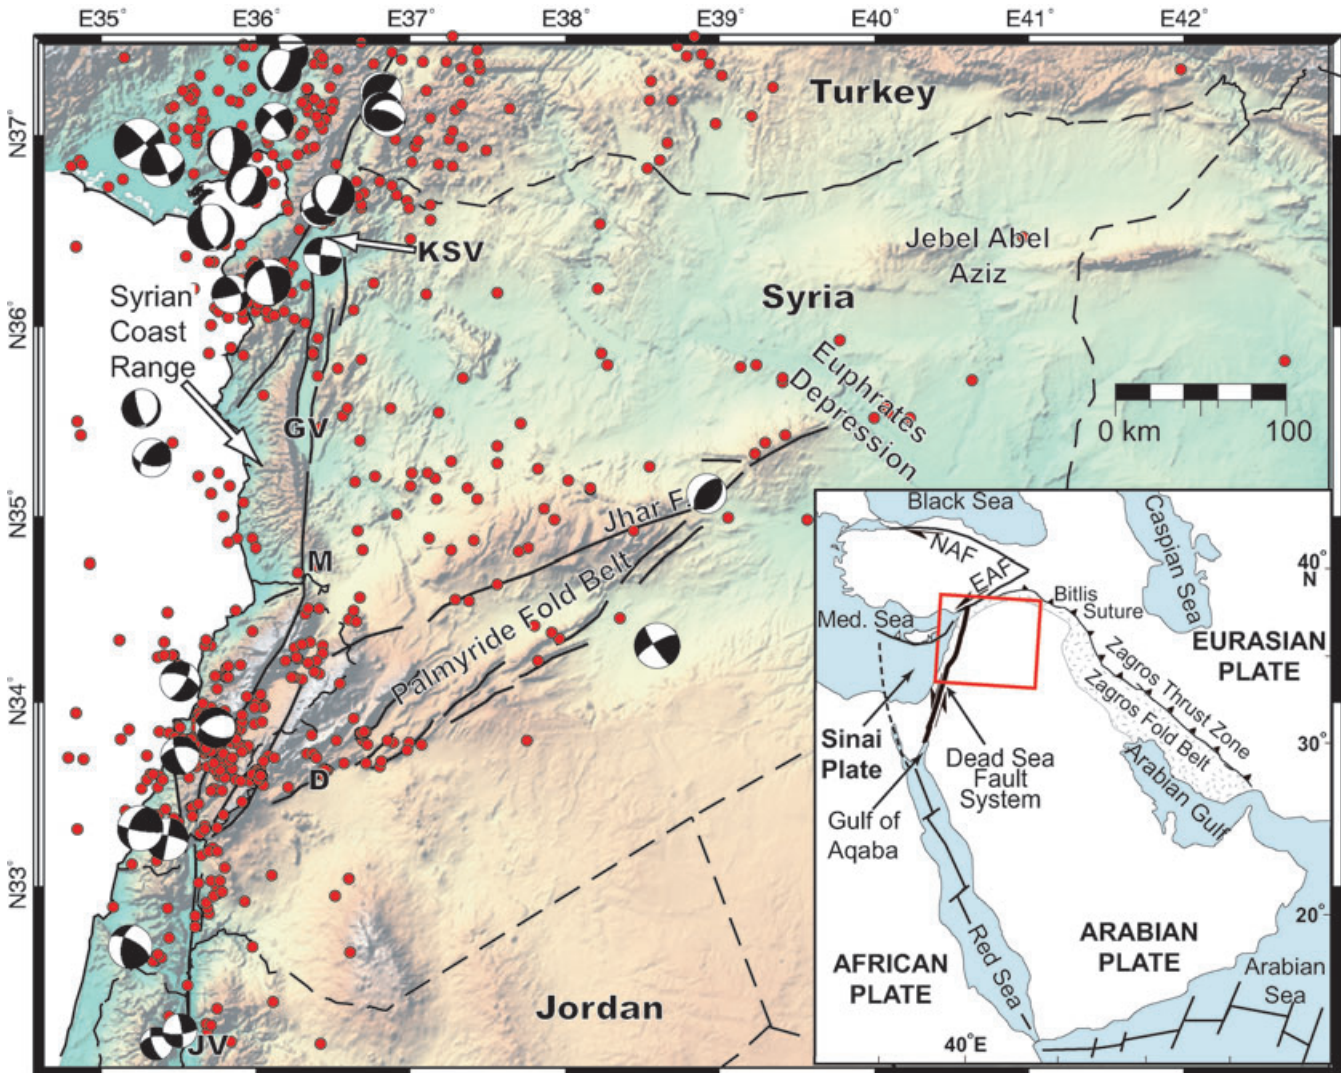 E35°
E36°
E37°
E38°
E39°
E40°
E41°
E42°
N37°
N36°
N35°
N34°
N33°
Turkey
KSV
Jebel Abel
Aziz
Syria
Syrian
Coast
Range
Euphrates
Depression
0 km
100
GV
Jhar F.
M
Palmyride Fold Belt
D
Jordan
JV
Black Sea
Caspian Sea
NAF
EAF
40°
N
Bitlis
Suture
Med. Sea
EURASIAN
PLATE
Zagros Thrust Zone
Zagros Fold Belt
Sinai
Plate
Dead Sea
Fault
System
30°
Arabian Gulf
Gulf of
Aqaba
20°
ARABIAN
PLATE
AFRICAN
PLATE
Red Sea
Arabian
Sea
40°E